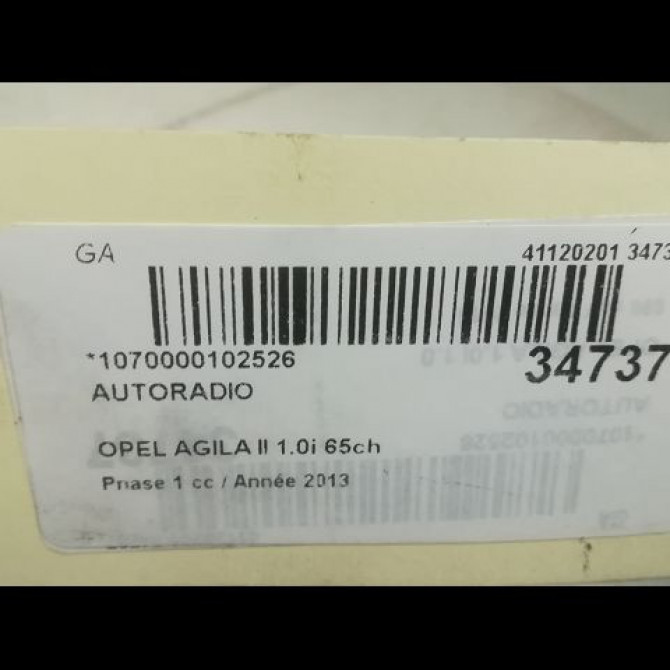 GA
41120201 3473
*1070000102526
34737
AUTORADIO
OPEL AGILA II 1.0i 65ch
Phase 1 cc / Année 2013